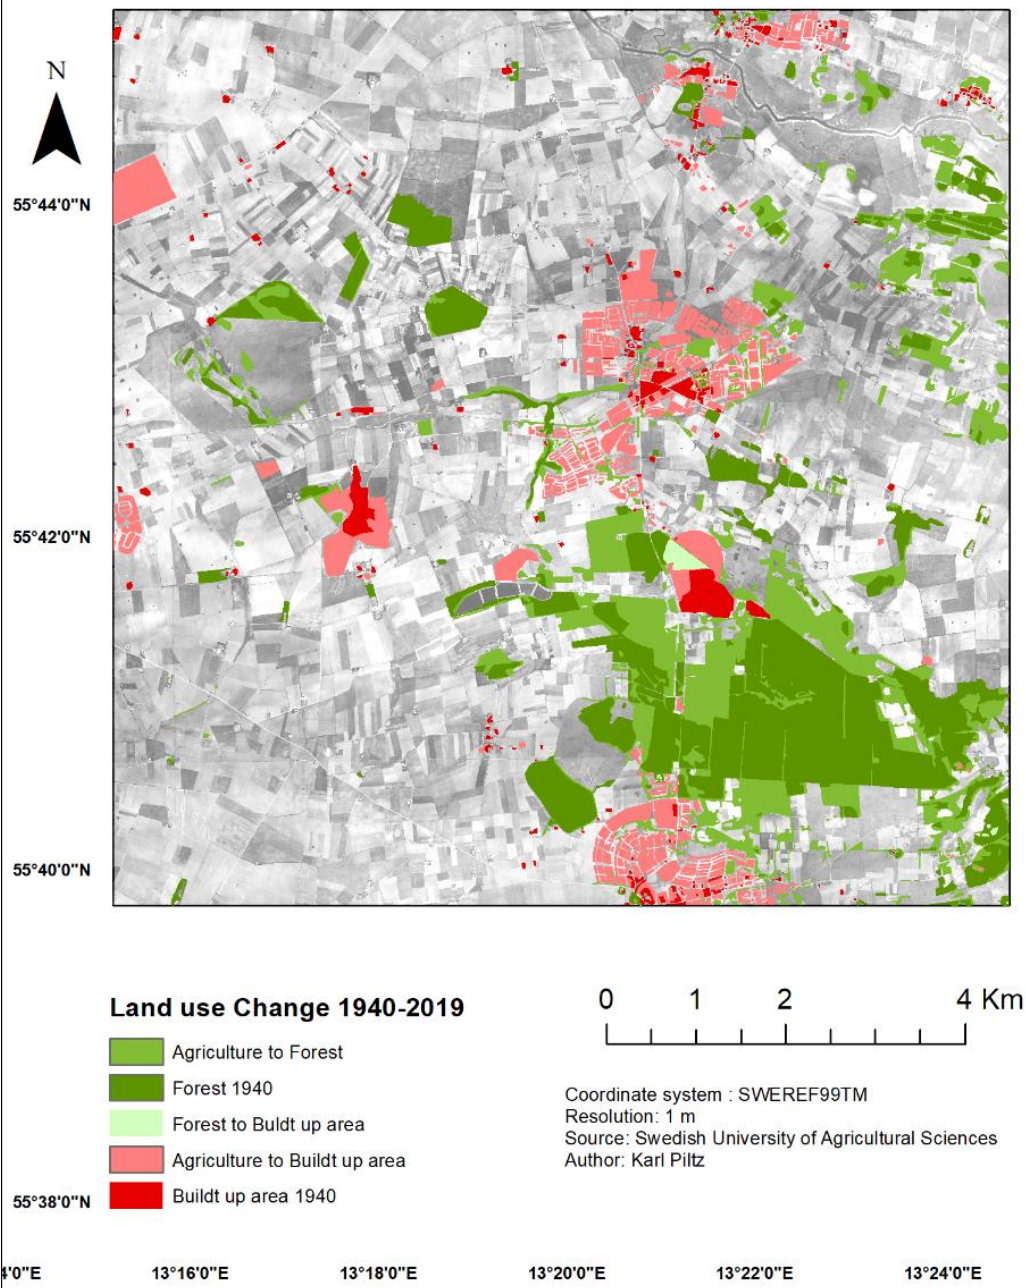 N
55°44'0"N
55°42'0"N
55°40'0"N
Land use Change 1940-2019
Agriculture to Forest
Forest 1940
Forest to Buldt up area
Agriculture to Buildt up area
Buildt up area 1940
0 1 2 4 Km
Coordinate system : SWEREF99TM
Resolution: 1 m
Source: Swedish University of Agricultural Sciences
Author: Karl Piltz
55°38'0"N
4'0"E 13°16'0"E 13°18'0"E 13°20'0"E 13°22'0"E 13°24'0"E